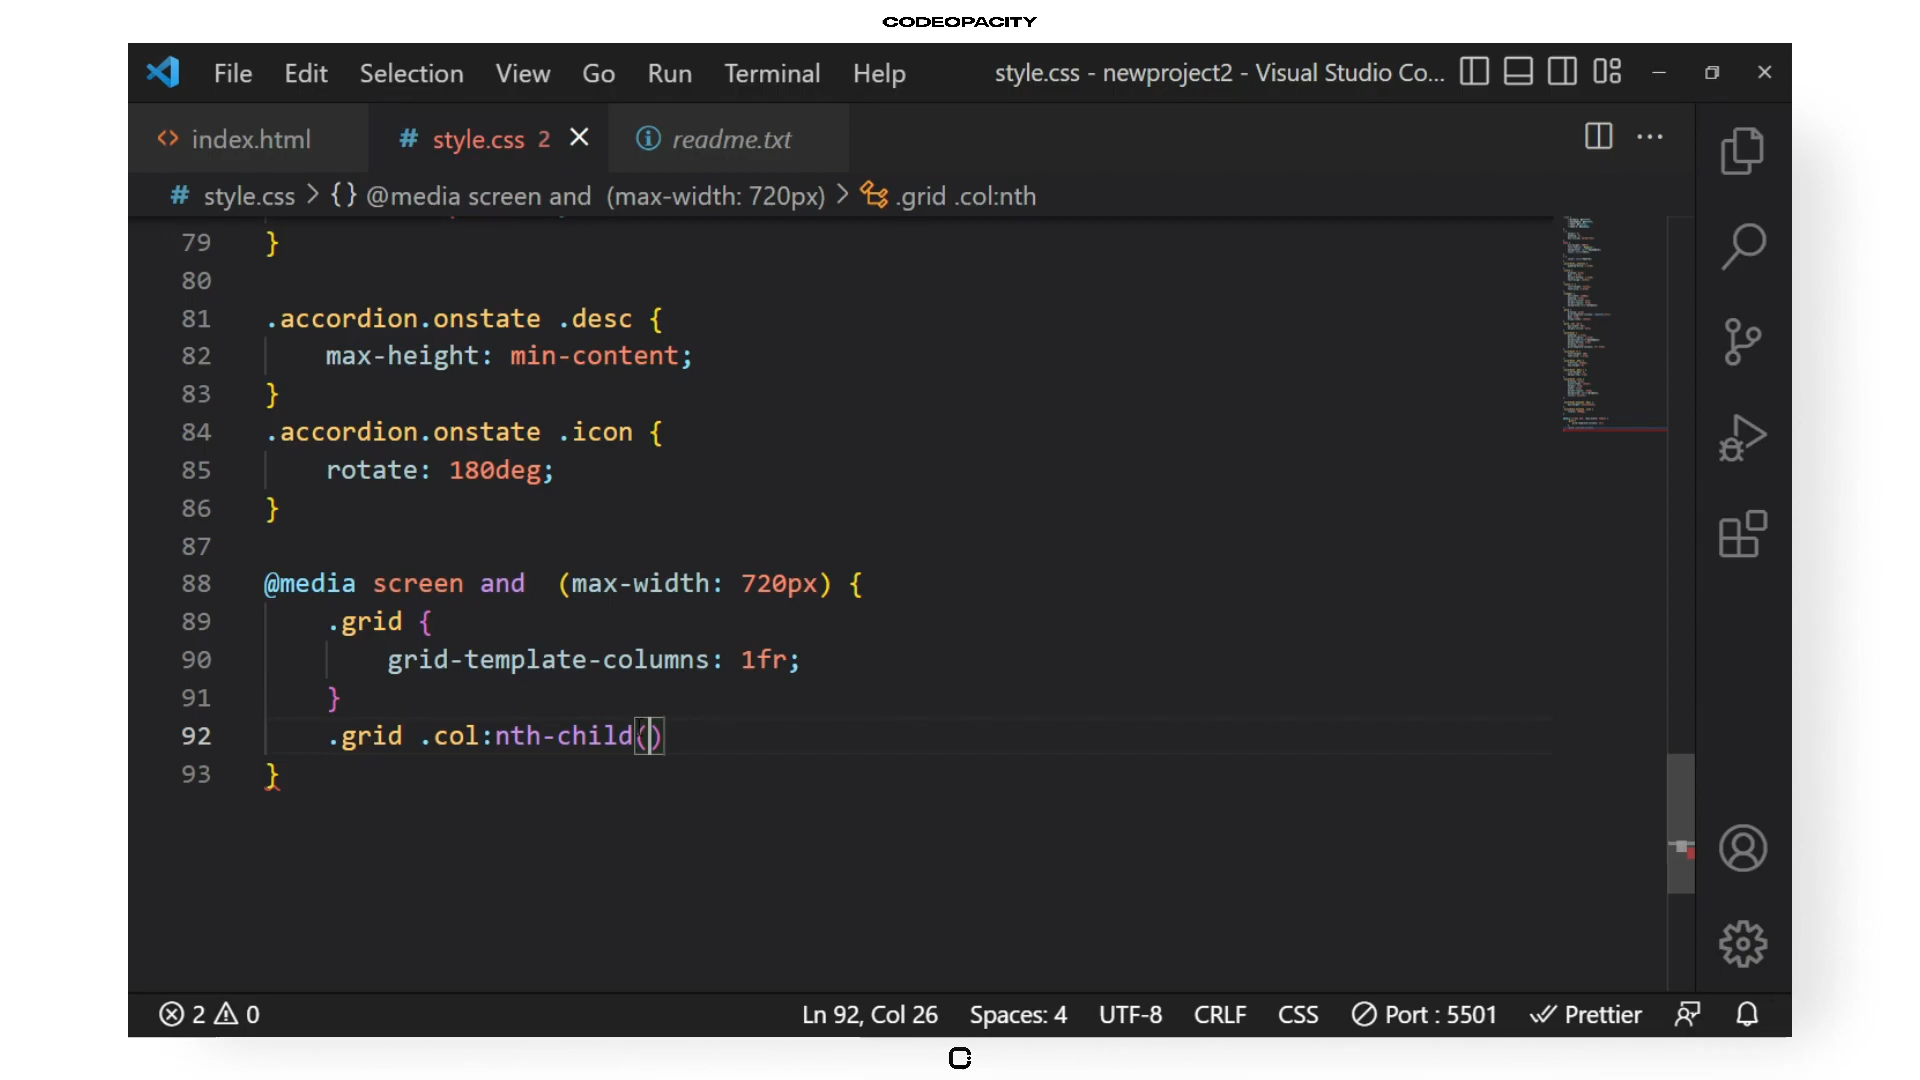 CODEOPACITY
File Edit Selection View Go Run Terminal Help style.css - newproject2 - Visual Studio Co...
index.html # style.css 2 readme.txt
# style.css > {} @media screen and (max-width: 720px) > .grid .col:nth
79 }
80
81 .accordion.onstate .desc {
82 max-height: min-content;
83 }
84 .accordion.onstate .icon {
85 rotate: 180deg;
86 }
87
88 @media screen and  (max-width: 720px) {
89 .grid {
90 grid-template-columns: 1fr;
91 }
92 .grid .col:nth-child()
93 }
2 0 Ln 92, Col 26 Spaces: 4 UTF-8 CRLF CSS Port : 5501 Prettier